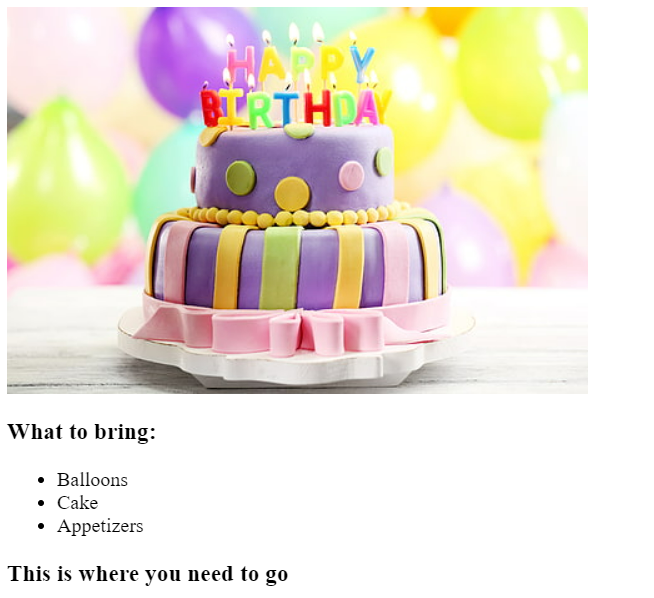 HAPPY
BIRTHDAY
What to bring:
Balloons
Cake
Appetizers
This is where you need to go